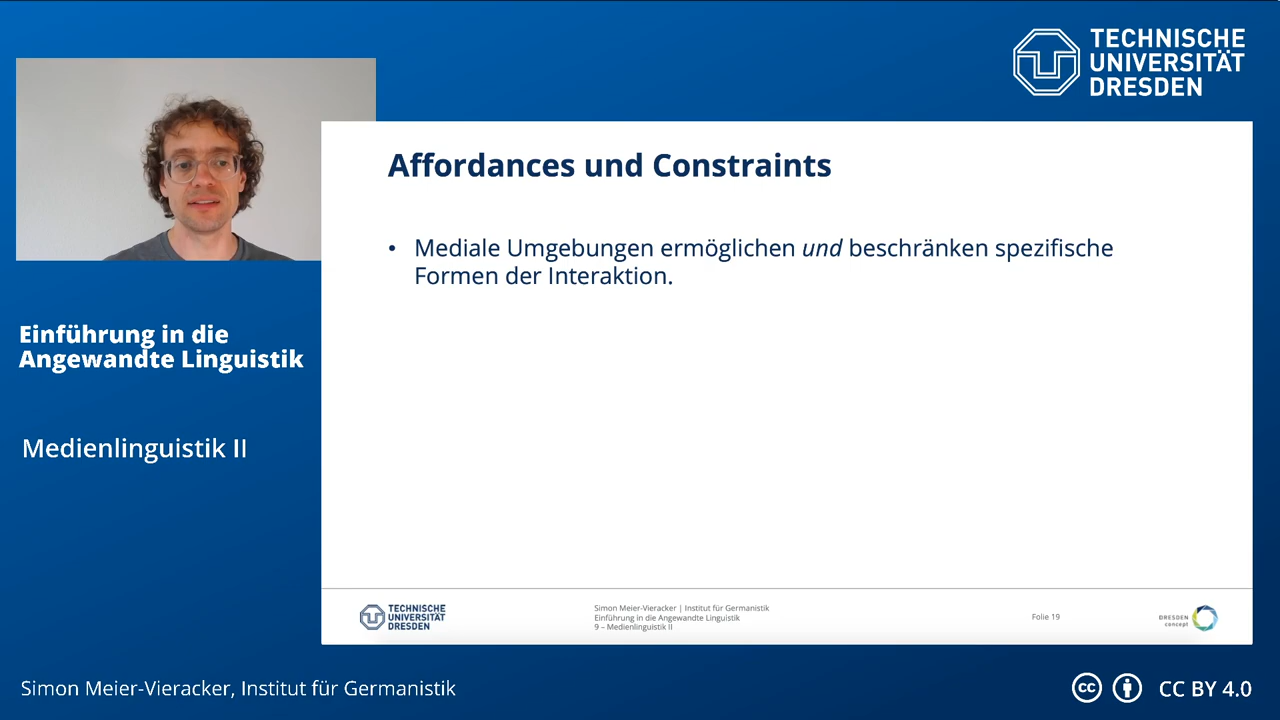 TECHNISCHE
UNIVERSITÄT
DRESDEN
Affordances und Constraints
• Mediale Umgebungen ermöglichen und beschränken spezifische
Formen der Interaktion.
Einführung in die
Angewandte Linguistik
Medienlinguistik II
TECHNISCHE
UNIVERSITÄT
DRESDEN
Simon Meier-Vieracker | Institut für Germanistik
Einführung in die Angewandte Linguistik
9 – Medienlinguistik II
Folie 19
DRESDEN
concept
Simon Meier-Vieracker, Institut für Germanistik
cc
CC BY 4.0